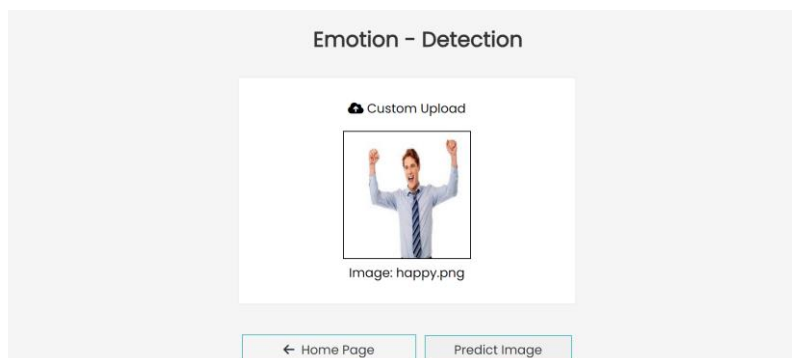 Emotion - Detection
Custom Upload
Image: happy.png
← Home Page
Predict Image